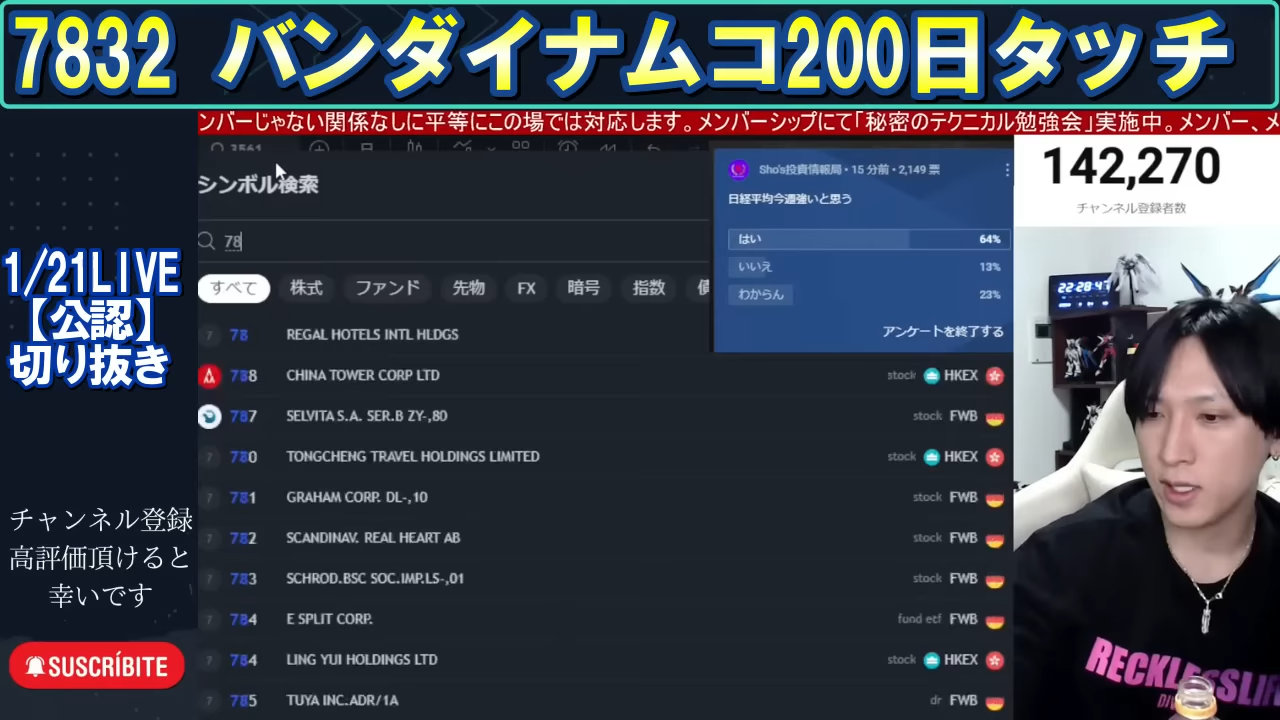 7832 バンダイナムコ200日タッチ
ンバーじゃない関係なしに平等にこの場では対応します。メンバーシップにて「秘密のテクニカル勉強会」実施中。メンバー、メ
3561
シンボル検索
78
すべて 株式 ファンド 先物 FX 暗号 指数 債
78 REGAL HOTELS INTL HLDGS
788 CHINA TOWER CORP LTD stock HKEX
787 SELVITA S.A. SER.B ZY-,80 stock FWB
780 TONGCHENG TRAVEL HOLDINGS LIMITED stock HKEX
781 GRAHAM CORP. DL-,10 stock FWB
782 SCANDINAV. REAL HEART AB stock FWB
783 SCHROD.BSC SOC.IMP.LS-,01 stock FWB
784 E SPLIT CORP. fund etf FWB
784 LING YUI HOLDINGS LTD stock HKEX
785 TUYA INC.ADR/1A dr FWB
Sho's投資情報局・15 分前・2,149 票
日経平均今週強いと思う
はい 64%
いいえ 13%
わからん 23%
アンケートを終了する
142,270
チャンネル登録者数
22:28:47
1/21LIVE
【公認】
切り抜き
チャンネル登録
高評価頂けると
幸いです
SUSCRÍBITE